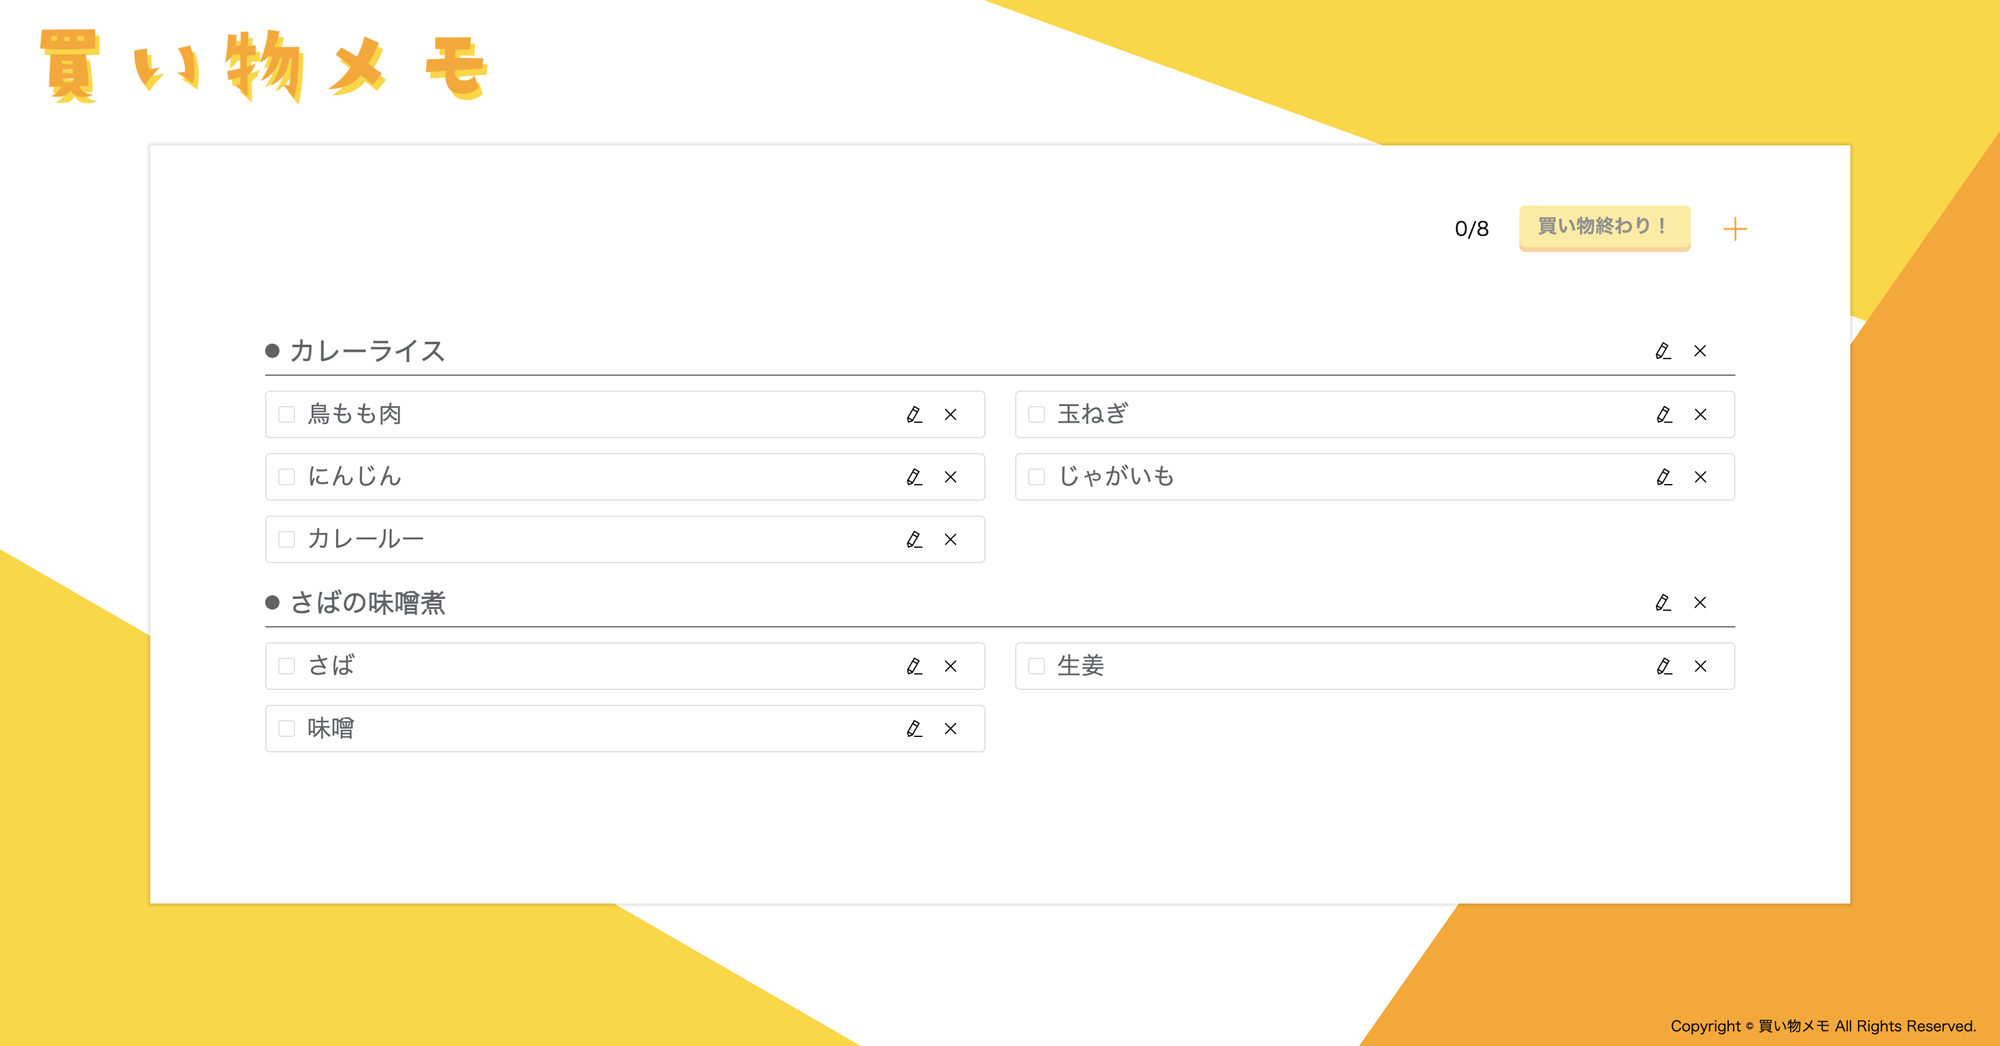 買い物メモ
0/8 買い物終わり！
カレーライス
鳥もも肉 玉ねぎ
にんじん じゃがいも
カレールー
さばの味噌煮
さば 生姜
味噌
Copyright © 買い物メモ All Rights Reserved.